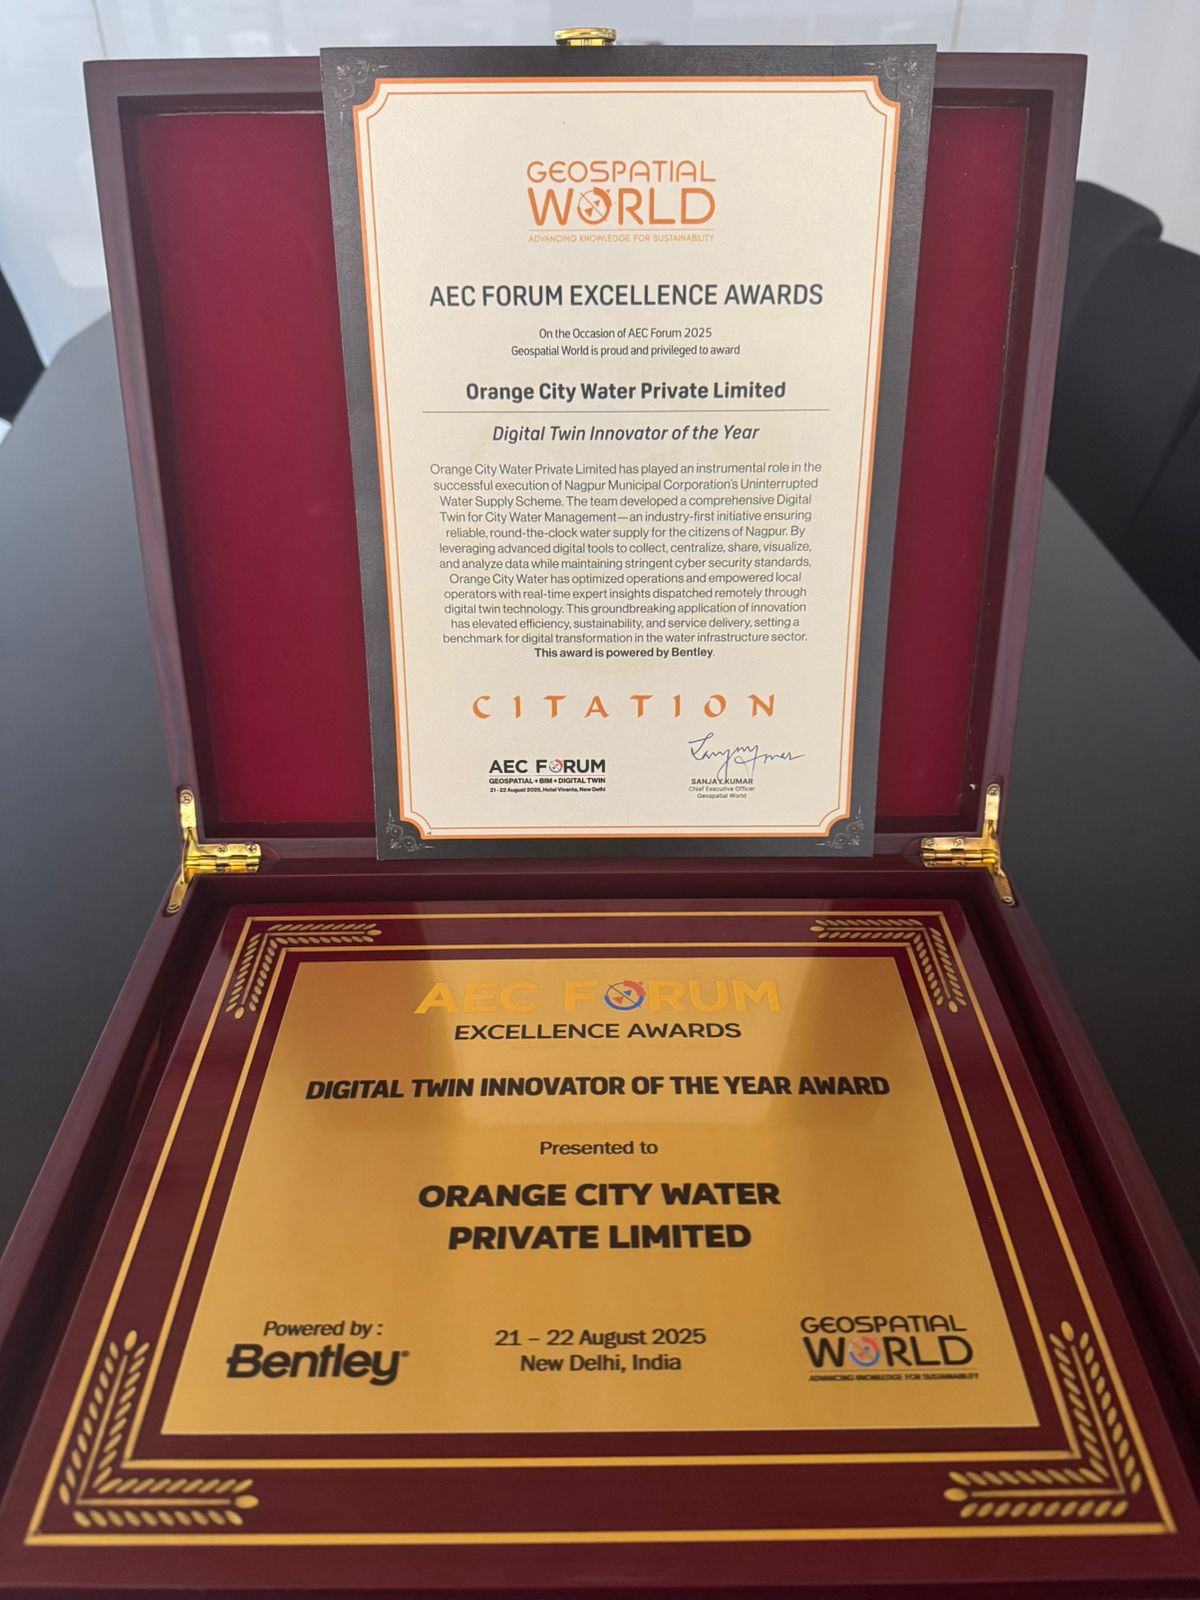 GEOSPATIAL
WORLD
ADVANCING KNOWLEDGE FOR SUSTAINABILITY
AEC FORUM EXCELLENCE AWARDS
On the Occasion of AEC Forum 2025
Geospatial World is proud and privileged to award
Orange City Water Private Limited
Digital Twin Innovator of the Year
Orange City Water Private Limited has played an instrumental role in the
successful execution of Nagpur Municipal Corporation's Uninterrupted
Water Supply Scheme. The team developed a comprehensive Digital
Twin for City Water Management—an industry-first initiative ensuring
reliable, round-the-clock water supply for the citizens of Nagpur. By
leveraging advanced digital tools to collect, centralize, share, visualize,
and analyze data while maintaining stringent cyber security standards,
Orange City Water has optimized operations and empowered local
operators with real-time expert insights dispatched remotely through
digital twin technology. This groundbreaking application of innovation
has elevated efficiency, sustainability, and service delivery, setting a
benchmark for digital transformation in the water infrastructure sector.
This award is powered by Bentley.
CITATION
AEC FORUM
GEOSPATIAL + BIM + DIGITAL TWIN
21 - 22 August 2025, Hotel Vivanta, New Delhi
SANJAY KUMAR
Chief Executive Officer
Geospatial World
AEC FORUM
EXCELLENCE AWARDS
DIGITAL TWIN INNOVATOR OF THE YEAR AWARD
Presented to
ORANGE CITY WATER
PRIVATE LIMITED
Powered by :
Bentley®
21 – 22 August 2025
New Delhi, India
GEOSPATIAL
WORLD
ADVANCING KNOWLEDGE FOR SUSTAINABILITY